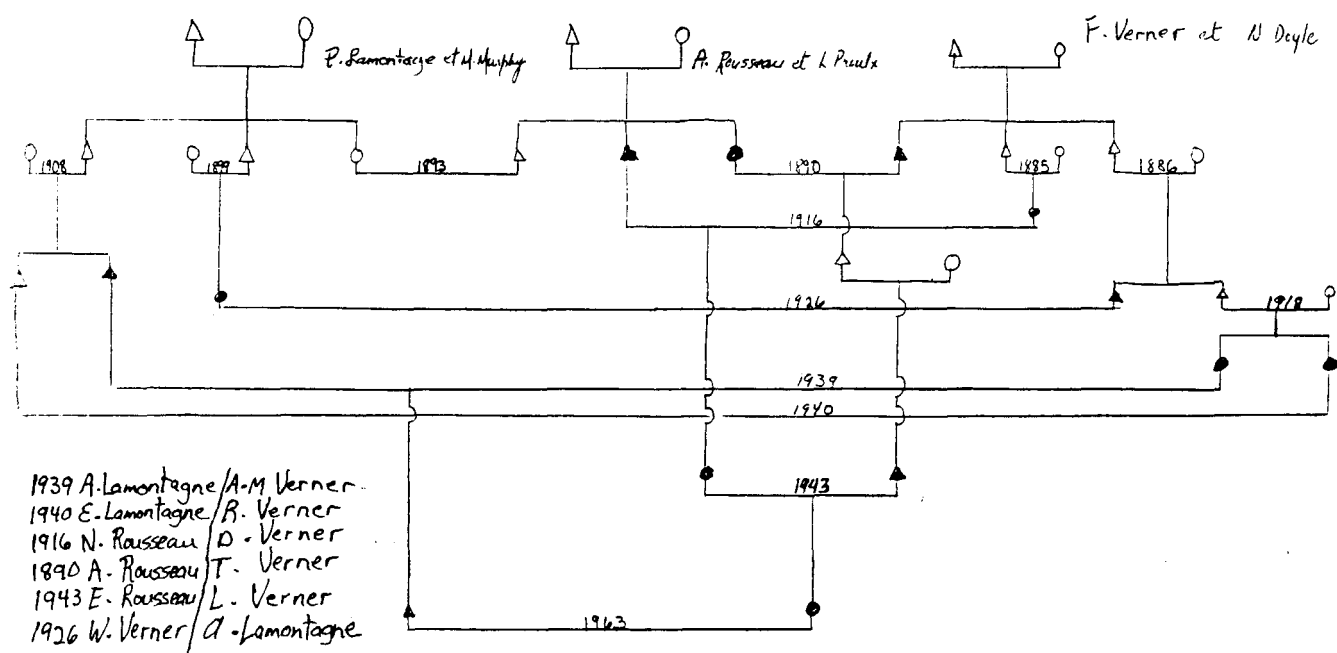 P. Lamontagne et M. Murphy
A. Rousseau et L Proulx
F. Verner et N Doyle
1908
1899
1893
1890
1885
1886
1916
1926
1918
1939
1940
1943
1963
1939 A. Lamontagne / A-M Verner
1940 E. Lamontagne / R. Verner
1916 N. Rousseau / D. Verner
1890 A. Rousseau / T. Verner
1943 E. Rousseau / L. Verner
1926 W. Verner / A. Lamontagne